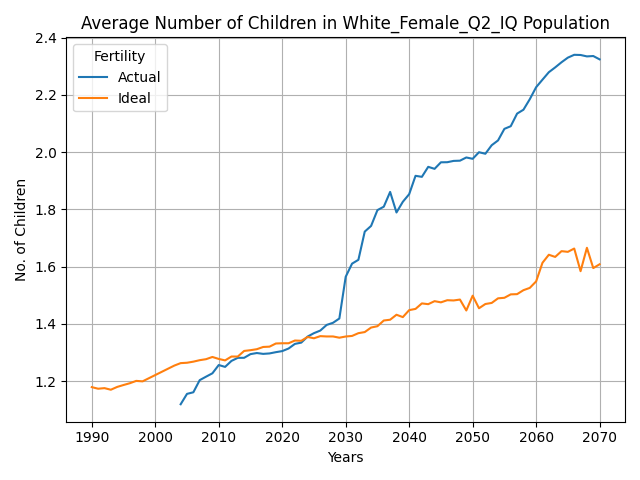 Average Number of Children in White_Female_Q2_IQ Population
Fertility
Actual
Ideal
No. of Children
2.4
2.2
2.0
1.8
1.6
1.4
1.2
1990 2000 2010 2020 2030 2040 2050 2060 2070
Years